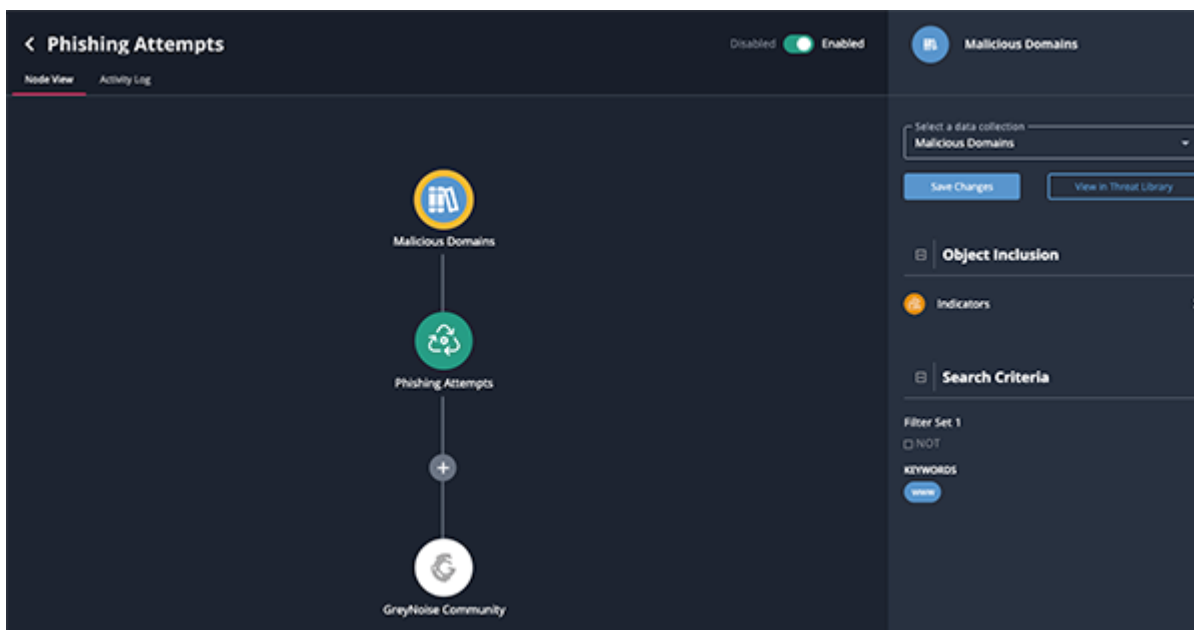 Phishing Attempts
Disabled Enabled
Node View Activity Log
Malicious Domains
Phishing Attempts
+
GreyNoise Community
Malicious Domains
Select a data collection
Malicious Domains
Save Changes View in Threat Library
Object Inclusion
Indicators
Search Criteria
Filter Set 1
NOT
KEYWORDS
www